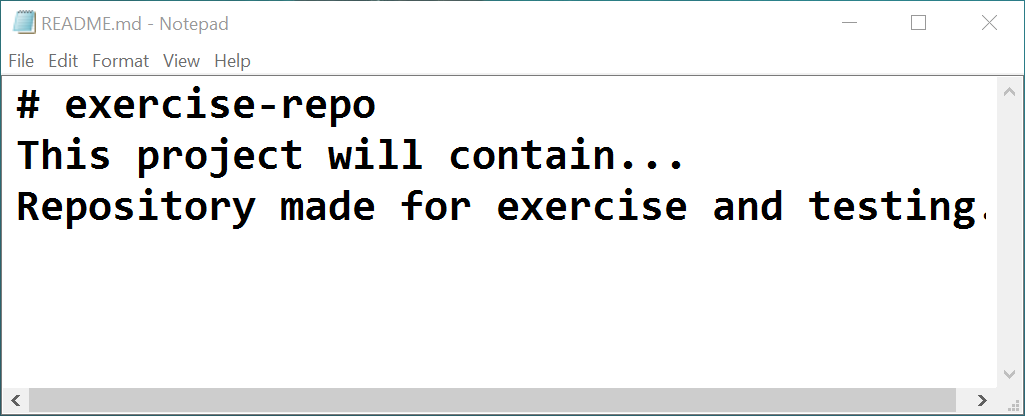 README.md - Notepad
File Edit Format View Help
# exercise-repo
This project will contain...
Repository made for exercise and testing.